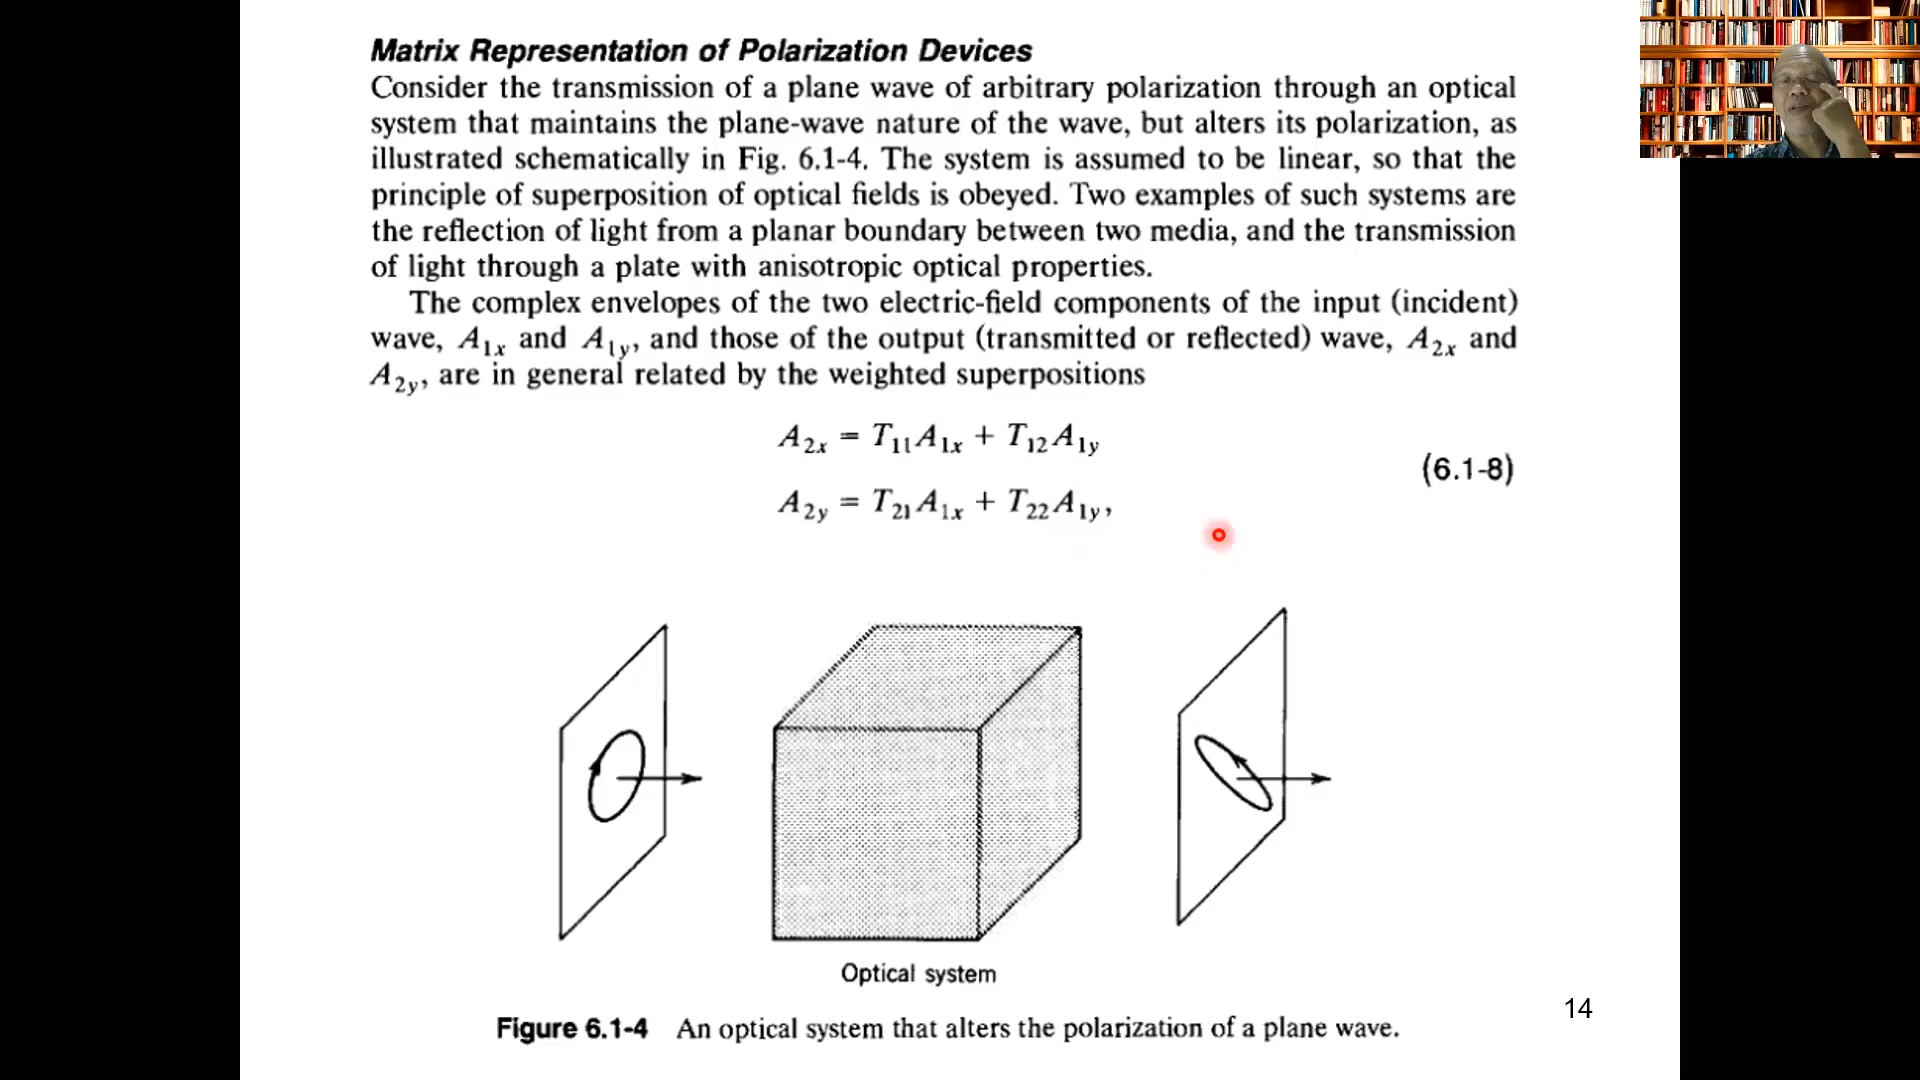 Matrix Representation of Polarization Devices
Consider the transmission of a plane wave of arbitrary polarization through an optical
system that maintains the plane-wave nature of the wave, but alters its polarization, as
illustrated schematically in Fig. 6.1-4. The system is assumed to be linear, so that the
principle of superposition of optical fields is obeyed. Two examples of such systems are
the reflection of light from a planar boundary between two media, and the transmission
of light through a plate with anisotropic optical properties.
The complex envelopes of the two electric-field components of the input (incident)
wave, A₁ₓ and A₁ᵧ, and those of the output (transmitted or reflected) wave, A₂ₓ and
A₂ᵧ, are in general related by the weighted superpositions
A₂ₓ = T₁₁A₁ₓ + T₁₂A₁ᵧ
(6.1-8)
A₂ᵧ = T₂₁A₁ₓ + T₂₂A₁ᵧ,
Optical system
14
Figure 6.1-4 An optical system that alters the polarization of a plane wave.